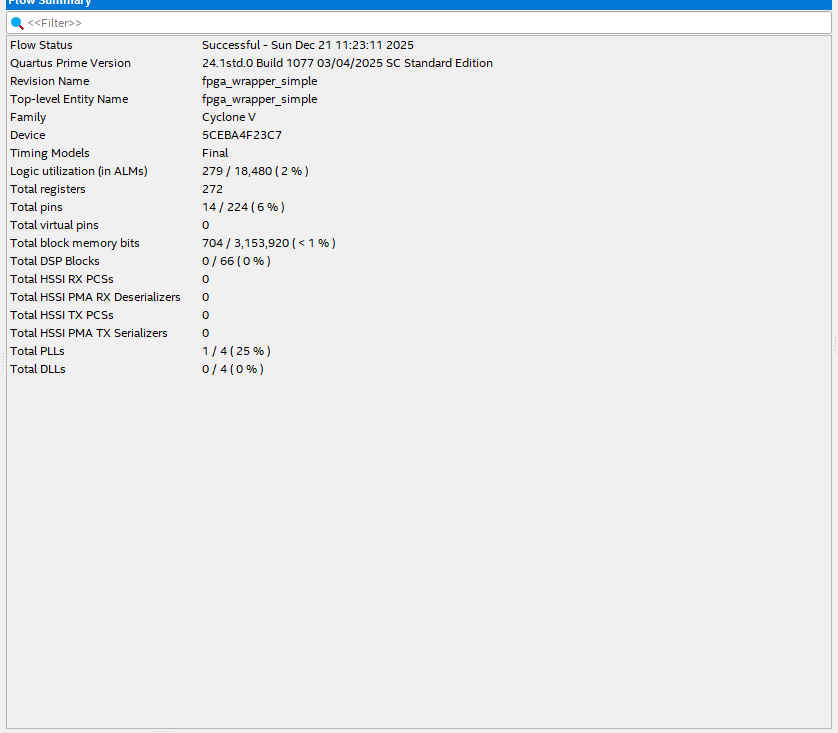 Flow Summary
<<Filter>>
Flow Status Successful - Sun Dec 21 11:23:11 2025
Quartus Prime Version 24.1std.0 Build 1077 03/04/2025 SC Standard Edition
Revision Name fpga_wrapper_simple
Top-level Entity Name fpga_wrapper_simple
Family Cyclone V
Device 5CEBA4F23C7
Timing Models Final
Logic utilization (in ALMs) 279 / 18,480 ( 2 % )
Total registers 272
Total pins 14 / 224 ( 6 % )
Total virtual pins 0
Total block memory bits 704 / 3,153,920 ( < 1 % )
Total DSP Blocks 0 / 66 ( 0 % )
Total HSSI RX PCSs 0
Total HSSI PMA RX Deserializers 0
Total HSSI TX PCSs 0
Total HSSI PMA TX Serializers 0
Total PLLs 1 / 4 ( 25 % )
Total DLLs 0 / 4 ( 0 % )